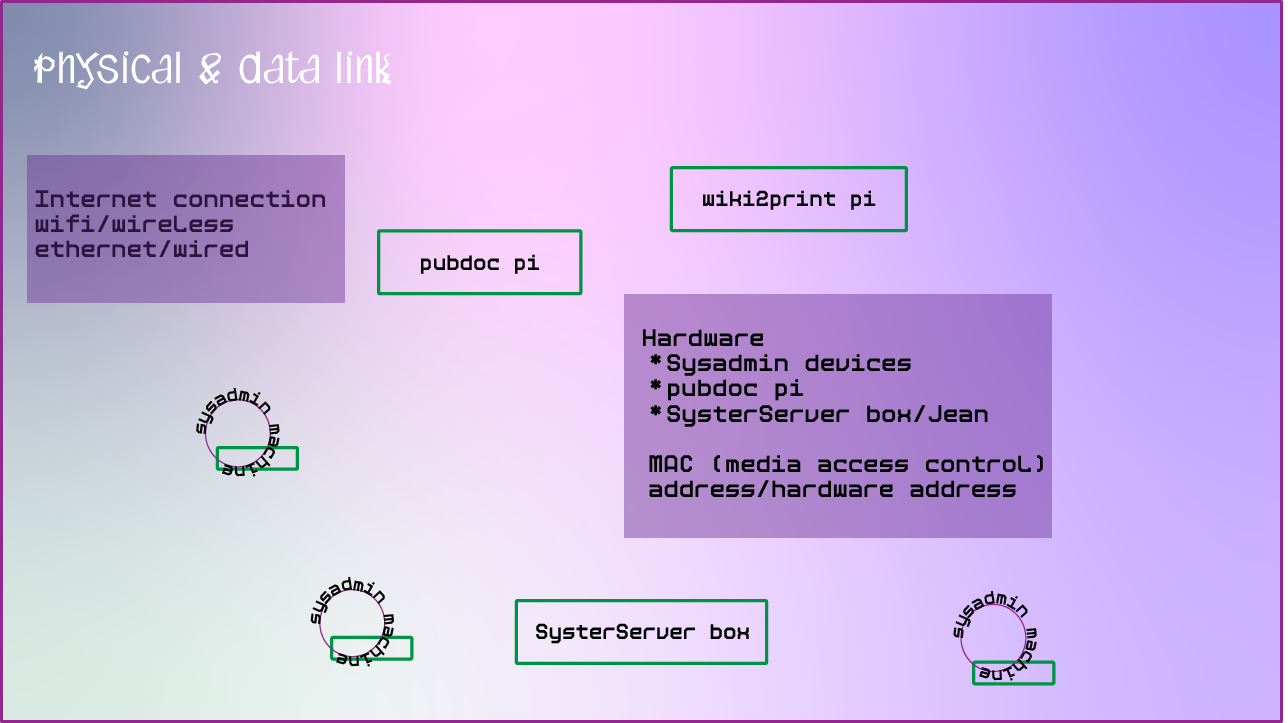 physical & data link
Internet connection
wifi/wireless
ethernet/wired
wiki2print pi
pubdoc pi
Hardware
*Sysadmin devices
*pubdoc pi
*SysterServer box/Jean
MAC (media access control)
address/hardware address
sysadmin machine
sysadmin machine
SysterServer box
sysadmin machine